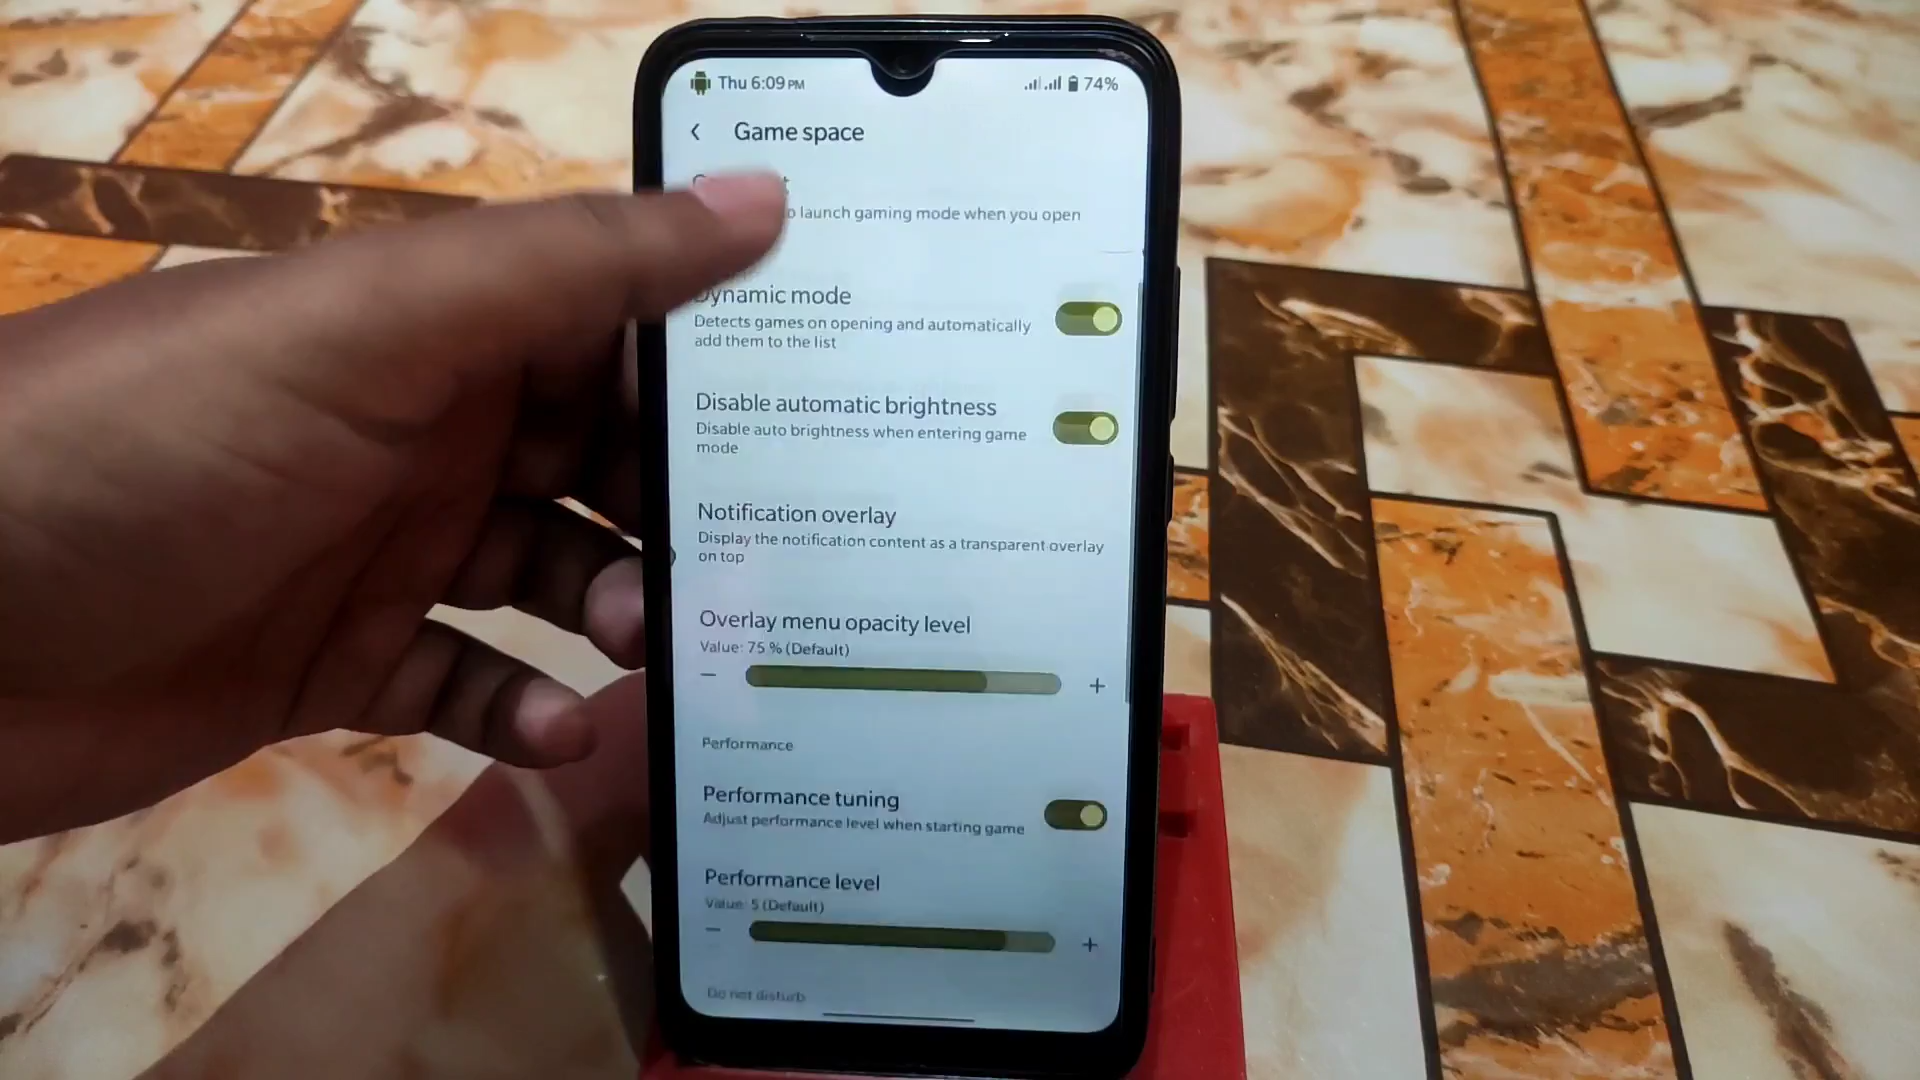 Thu 6:09 PM
74%
Game space
launch gaming mode when you open
Dynamic mode
Detects games on opening and automatically
add them to the list
Disable automatic brightness
Disable auto brightness when entering game
mode
Notification overlay
Display the notification content as a transparent overlay
on top
Overlay menu opacity level
Value: 75 % (Default)
Performance
Performance tuning
Adjust performance level when starting game
Performance level
Value: 5 (Default)
Do not disturb